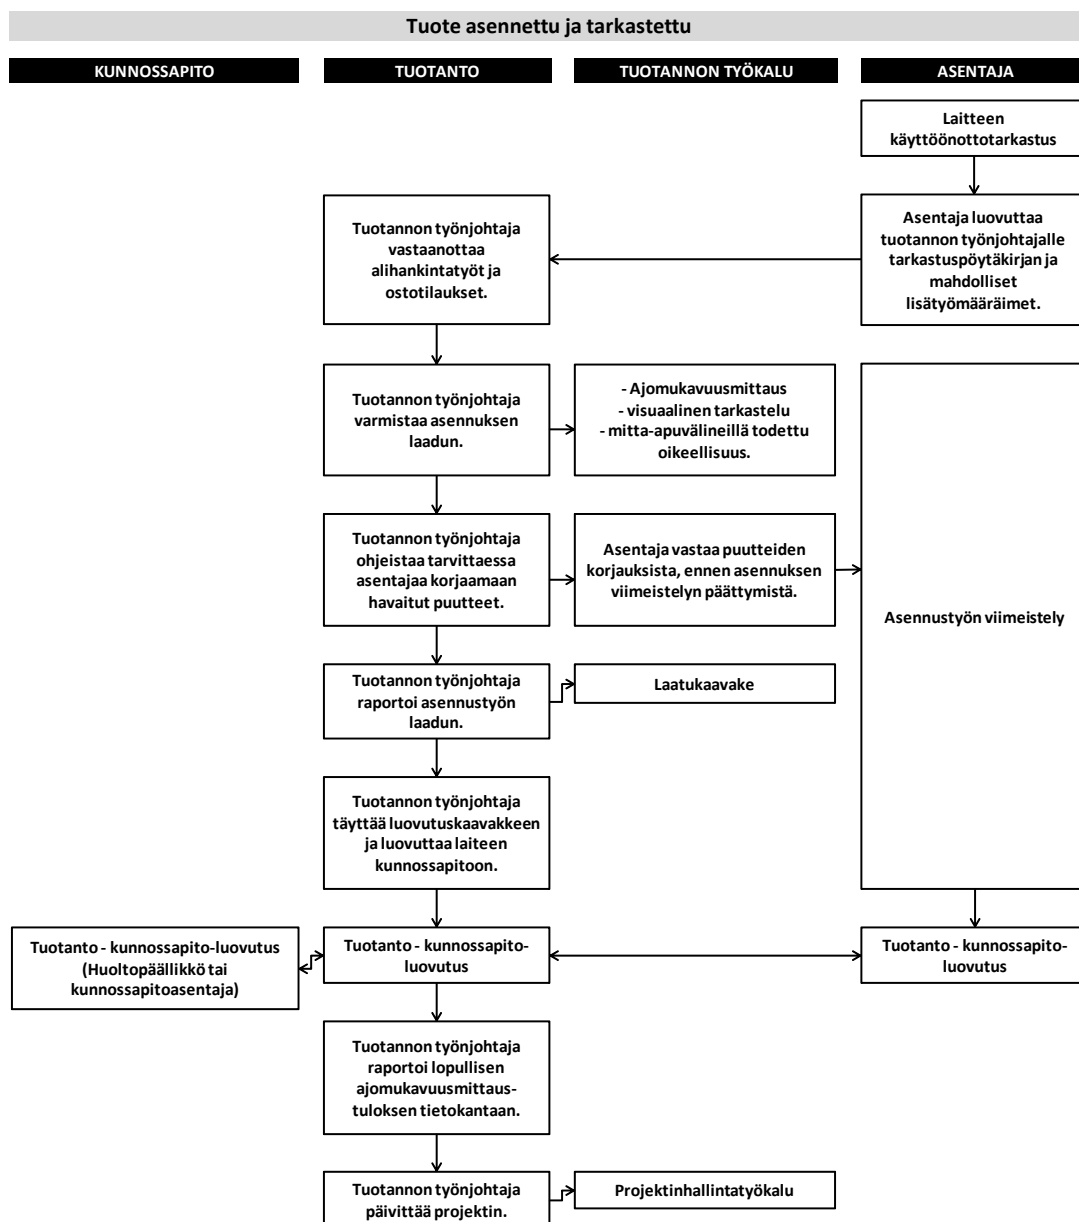 Tuote asennettu ja tarkastettu
KUNNOSSAPITO
TUOTANTO
TUOTANNON TYÖKALU
ASENTAJA
Laitteen
käyttöönottotarkastus
Tuotannon työnjohtaja
vastaanottaa
alihankintatyöt ja
ostotilaukset.
Asentaja luovuttaa
tuotannon työnjohtajalle
tarkastuspöytäkirjan ja
mahdolliset
lisätyömääräimet.
Tuotannon työnjohtaja
varmistaa asennuksen
laadun.
- Ajomukavuusmittaus
- visuaalinen tarkastelu
- mitta-apuvälineillä todettu
oikeellisuus.
Tuotannon työnjohtaja
ohjeistaa tarvittaessa
asentajaa korjaamaan
havaitut puutteet.
Asentaja vastaa puutteiden
korjauksista, ennen asennuksen
viimeistelyn päättymistä.
Asennustyön viimeistely
Tuotannon työnjohtaja
raportoi asennustyön
laadun.
Laatukaavake
Tuotannon työnjohtaja
täyttää luovutuskaavakkeen
ja luovuttaa laiteen
kunnossapitoon.
Tuotanto - kunnossapito-luovutus
(Huoltopäällikkö tai
kunnossapitoasentaja)
Tuotanto - kunnossapito-
luovutus
Tuotanto - kunnossapito-
luovutus
Tuotannon työnjohtaja
raportoi lopullisen
ajomukavuusmittaus-
tuloksen tietokantaan.
Tuotannon työnjohtaja
päivittää projektin.
Projektinhallintatyökalu